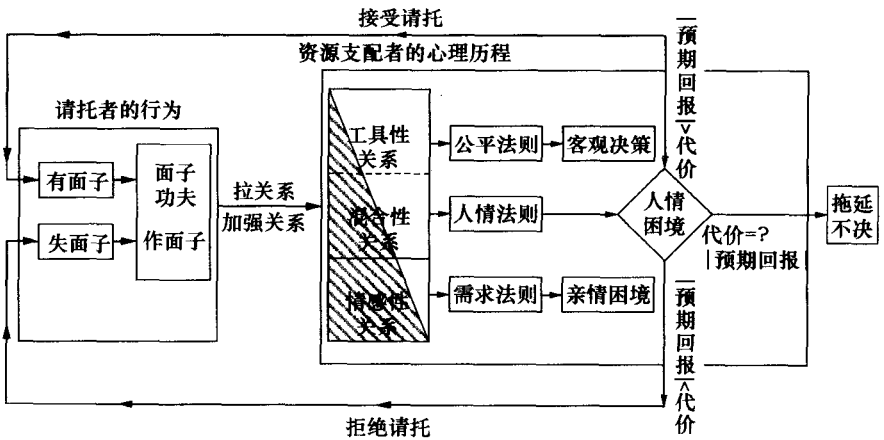 接受请托
资源支配者的心理历程
|预期回报|>代价
请托者的行为
有面子
失面子
面子
功夫
作面子
拉关系
加强关系
工具性
关系
混合性
关系
情感性
关系
公平法则
客观决策
人情法则
需求法则
亲情困境
人情
困境
代价=?
|预期回报|
拖延
不决
|预期回报|<代价
拒绝请托